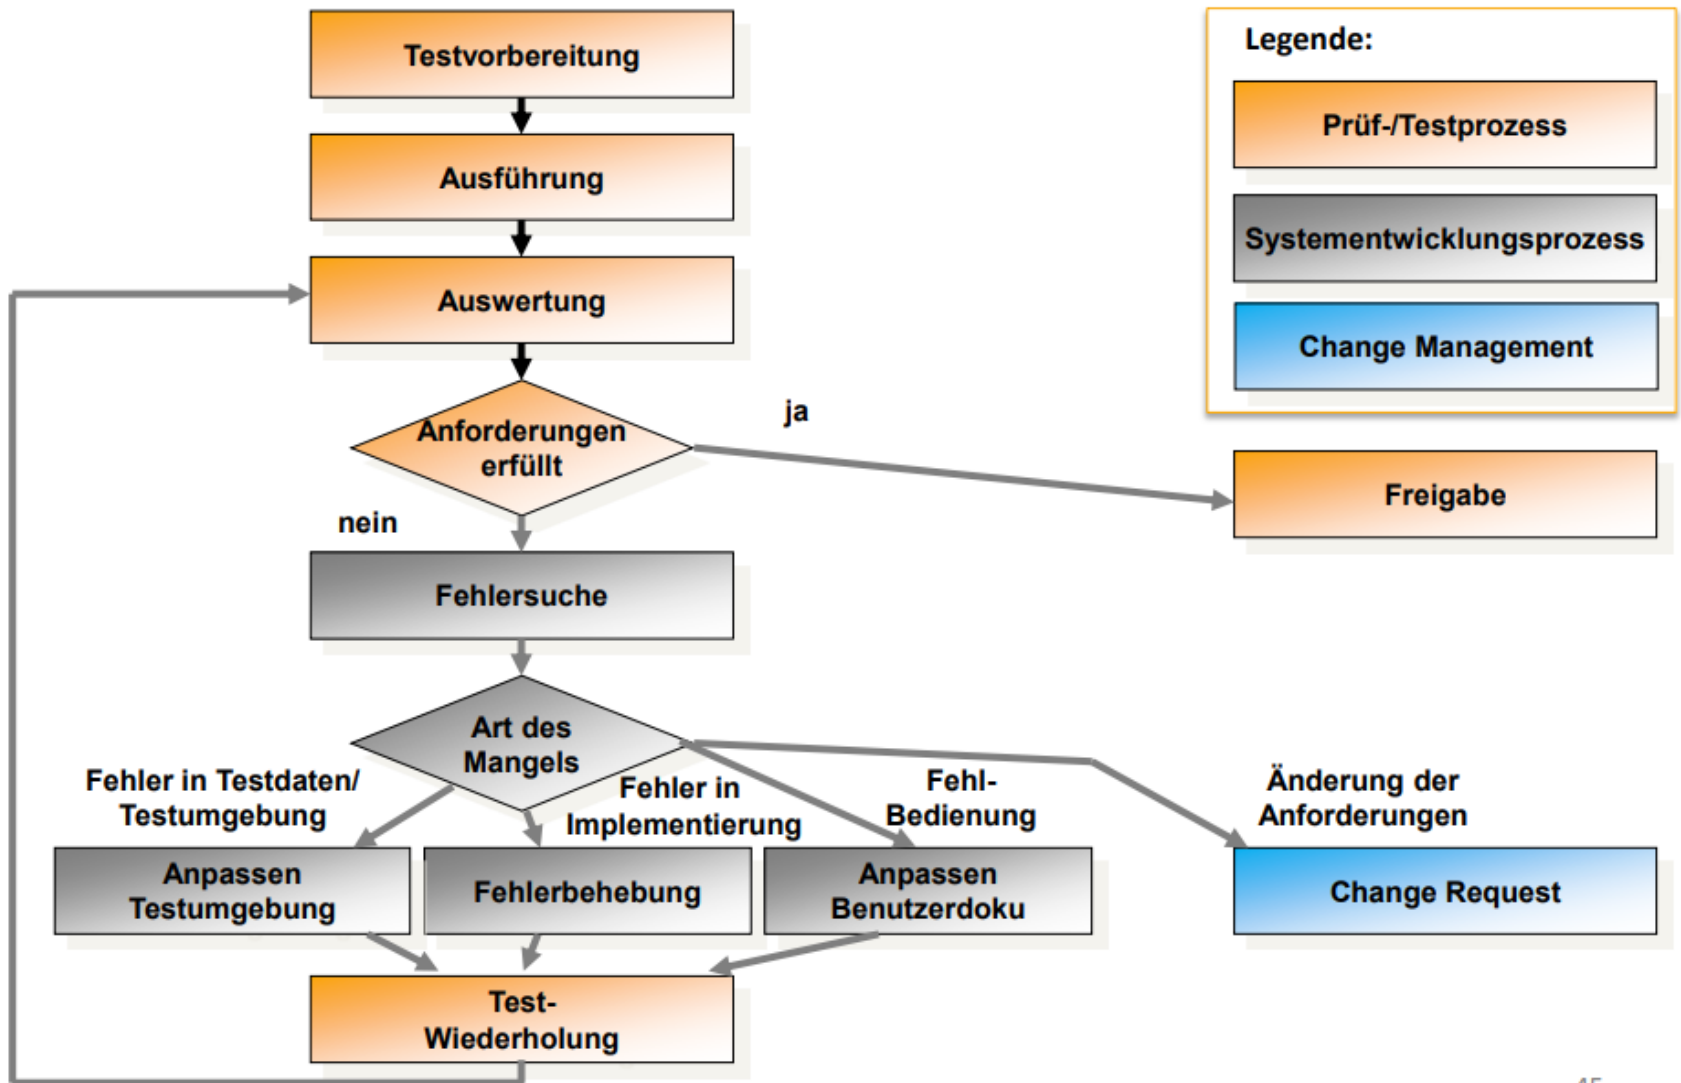 Testvorbereitung
Ausführung
Auswertung
Anforderungen
erfüllt
ja
nein
Fehlersuche
Art des
Mangels
Fehler in Testdaten/
Testumgebung
Fehler in
Implementierung
Fehl-
Bedienung
Änderung der
Anforderungen
Anpassen
Testumgebung
Fehlerbehebung
Anpassen
Benutzerdoku
Change Request
Test-
Wiederholung
Legende:
Prüf-/Testprozess
Systementwicklungsprozess
Change Management
Freigabe